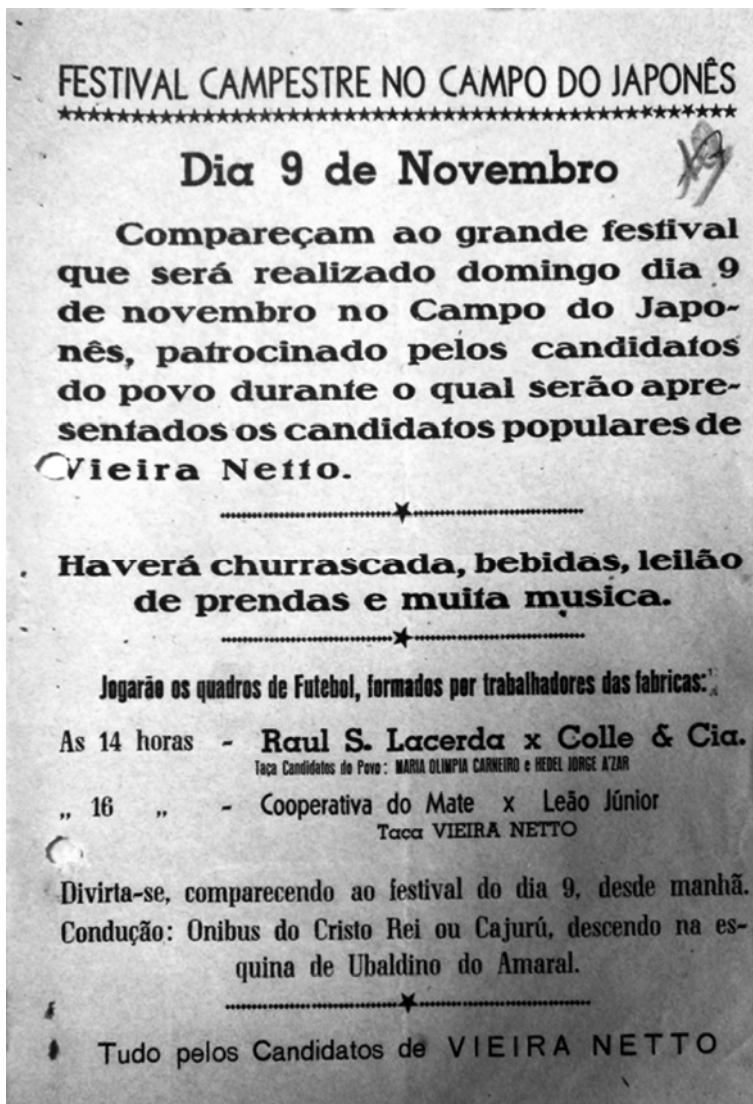 FESTIVAL CAMPESTRE NO CAMPO DO JAPONÊS
Dia 9 de Novembro
Compareçam ao grande festival
que será realizado domingo dia 9
de novembro no Campo do Japo-
nês, patrocinado pelos candidatos
do povo durante o qual serão apre-
sentados os candidatos populares de
Vieira Netto.
Haverá churrascada, bebidas, leilão
de prendas e muita musica.
Jogarão os quadros de Futebol, formados por trabalhadores das fabricas:
As 14 horas - Raul S. Lacerda x Colle & Cia.
Taça Candidatos do Povo: MARIA OLIMPIA CARNEIRO e HEDEL JORGE A'ZAR
„ 16 „ - Cooperativa do Mate x Leão Júnior
Taca VIEIRA NETTO
Divirta-se, comparecendo ao festival do dia 9, desde manhã.
Condução: Onibus do Cristo Rei ou Cajurú, descendo na es-
quina de Ubaldino do Amaral.
Tudo pelos Candidatos de VIEIRA NETTO